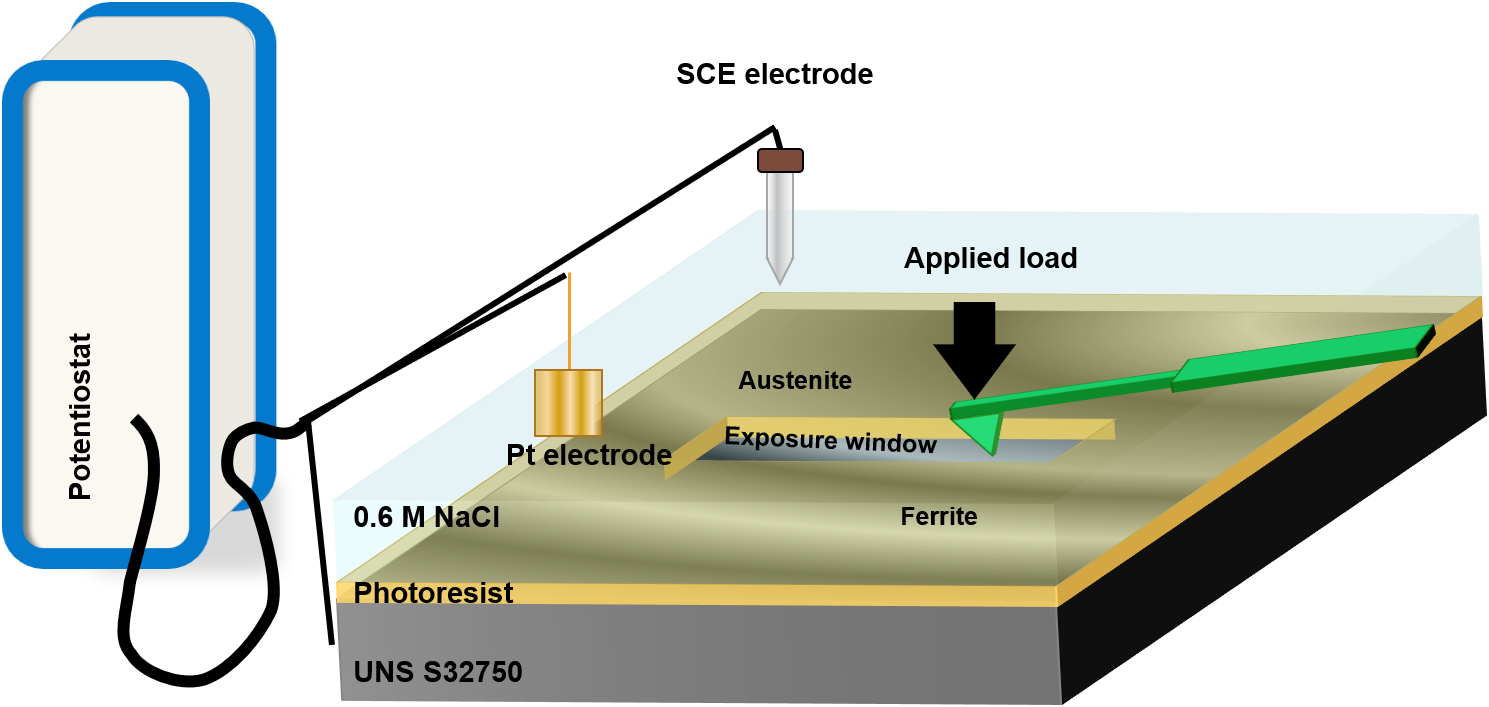 SCE electrode
Applied load
Potentiostat
Austenite
Exposure window
Pt electrode
0.6 M NaCl
Ferrite
Photoresist
UNS S32750